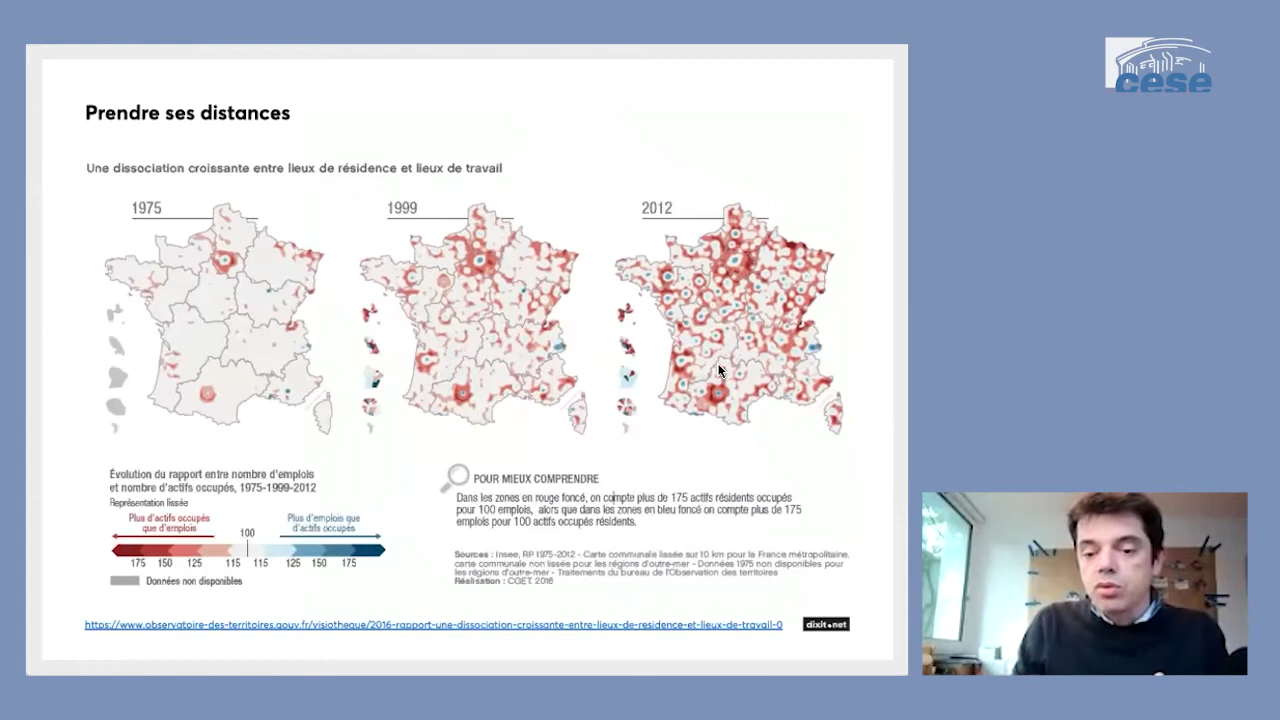 cese
Prendre ses distances
Une dissociation croissante entre lieux de résidence et lieux de travail
1975
1999
2012
Évolution du rapport entre nombre d'emplois
et nombre d'actifs occupés, 1975-1999-2012
Représentation lissée
Plus d'actifs occupés
que d'emplois
Plus d'emplois que
d'actifs occupés
100
175 150 125 115 115 125 150 175
Données non disponibles
POUR MIEUX COMPRENDRE
Dans les zones en rouge foncé, on compte plus de 175 actifs résidents occupés
pour 100 emplois, alors que dans les zones en bleu foncé on compte plus de 175
emplois pour 100 actifs occupés résidents.
Sources : Insee, RP 1975-2012 - Carte communale lissée sur 10 km pour la France métropolitaine,
carte communale non lissée pour les régions d'outre-mer - Données 1975 non disponibles pour
les régions d'outre-mer - Traitements du bureau de l'Observation des territoires
Réalisation : CGET, 2016
https://www.observatoire-des-territoires.gouv.fr/visiotheque/2016-rapport-une-dissociation-croissante-entre-lieux-de-residence-et-lieux-de-travail-0
dixit.net